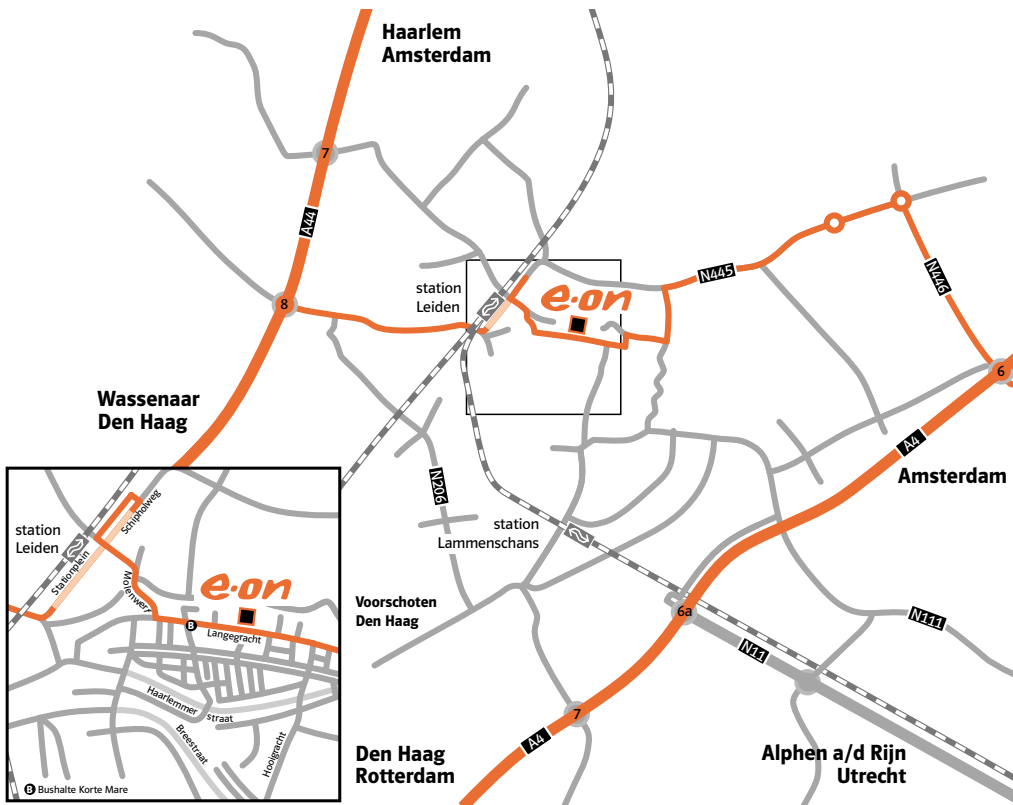 Haarlem
Amsterdam
7
A44
8
station
Leiden
e·on
N445
N446
6
A4
Amsterdam
Wassenaar
Den Haag
N206
station
Lammenschans
Voorschoten
Den Haag
6a
N11
N111
7
A4
Den Haag
Rotterdam
Alphen a/d Rijn
Utrecht
station
Leiden
Schipholweg
Stationplein
Molenwerf
e·on
B
Langegracht
Haarlemmer
straat
Breestraat
Hooigracht
B Bushalte Korte Mare